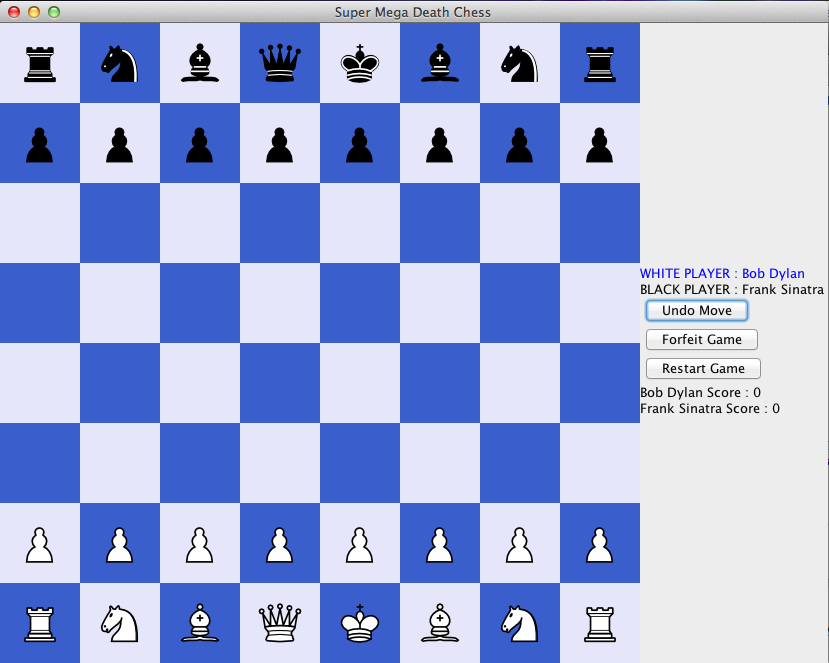 Super Mega Death Chess
WHITE PLAYER : Bob Dylan
BLACK PLAYER : Frank Sinatra
Undo Move
Forfeit Game
Restart Game
Bob Dylan Score : 0
Frank Sinatra Score : 0